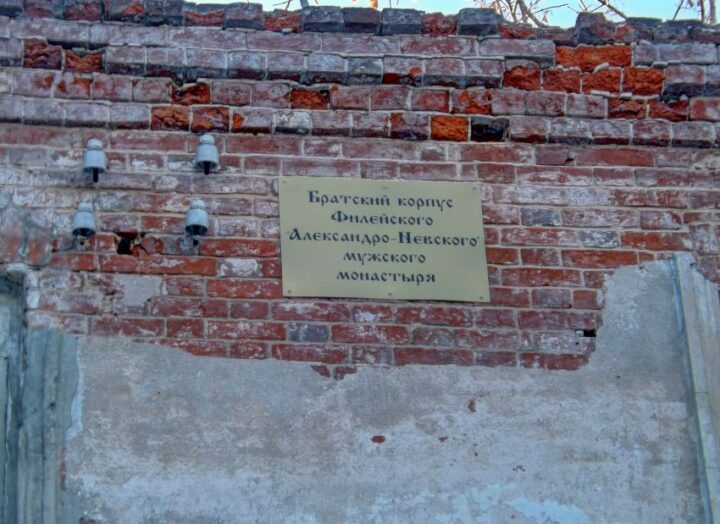 Братский корпус
Филейского
"Александро-Невского"
мужского
монастыря